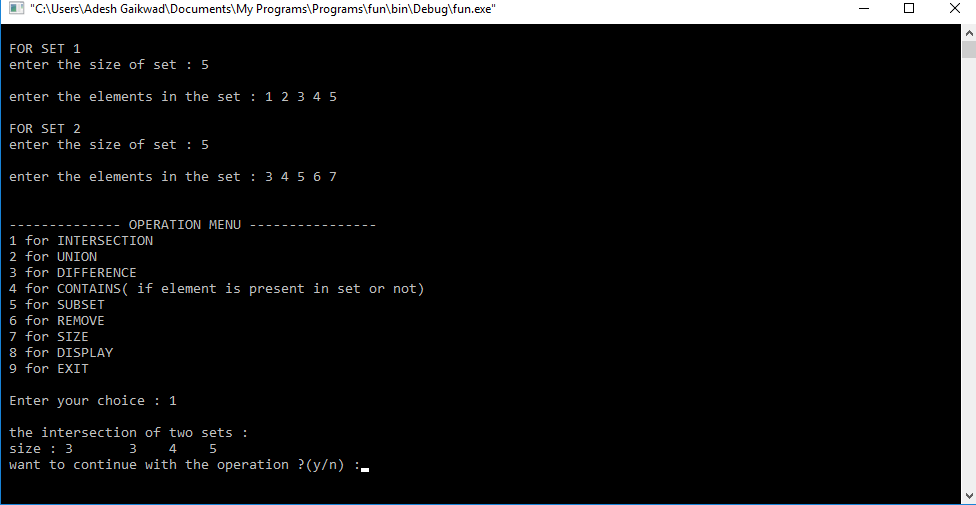 "C:\Users\Adesh Gaikwad\Documents\My Programs\Programs\fun\bin\Debug\fun.exe"
FOR SET 1
enter the size of set : 5
enter the elements in the set : 1 2 3 4 5
FOR SET 2
enter the size of set : 5
enter the elements in the set : 3 4 5 6 7
-------------- OPERATION MENU ----------------
1 for INTERSECTION
2 for UNION
3 for DIFFERENCE
4 for CONTAINS( if element is present in set or not)
5 for SUBSET
6 for REMOVE
7 for SIZE
8 for DISPLAY
9 for EXIT
Enter your choice : 1
the intersection of two sets :
size : 3       3    4    5
want to continue with the operation ?(y/n) :